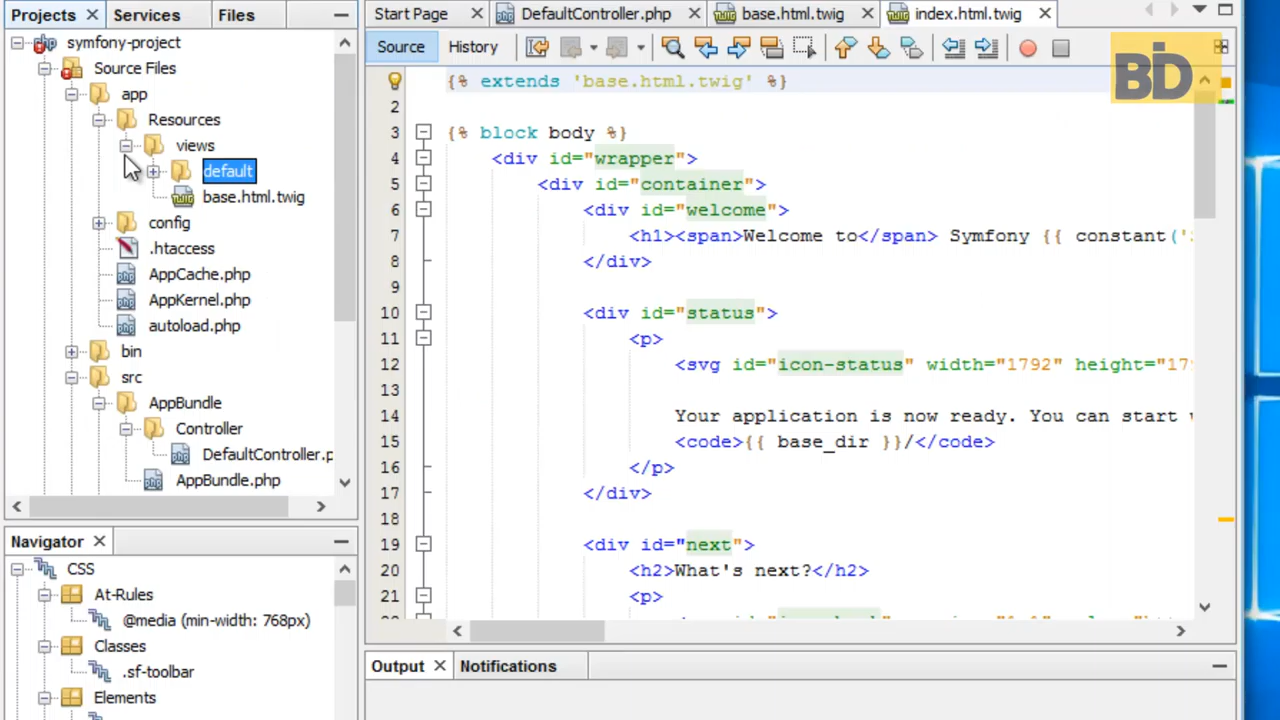 Projects
Services
Files
symfony-project
Source Files
app
Resources
views
default
base.html.twig
config
.htaccess
AppCache.php
AppKernel.php
autoload.php
bin
src
AppBundle
Controller
DefaultController.p
AppBundle.php
Navigator
CSS
At-Rules
@media (min-width: 768px)
Classes
.sf-toolbar
Elements
Start Page
DefaultController.php
base.html.twig
index.html.twig
Source
History
BD
{% extends 'base.html.twig' %}
2
3 {% block body %}
4 <div id="wrapper">
5 <div id="container">
6 <div id="welcome">
7 <h1><span>Welcome to</span> Symfony {{ constant('
8 </div>
9
10 <div id="status">
11 <p>
12 <svg id="icon-status" width="1792" height="179
13
14 Your application is now ready. You can start
15 <code>{{ base_dir }}/</code>
16 </p>
17 </div>
18
19 <div id="next">
20 <h2>What's next?</h2>
21 <p>
Output
Notifications